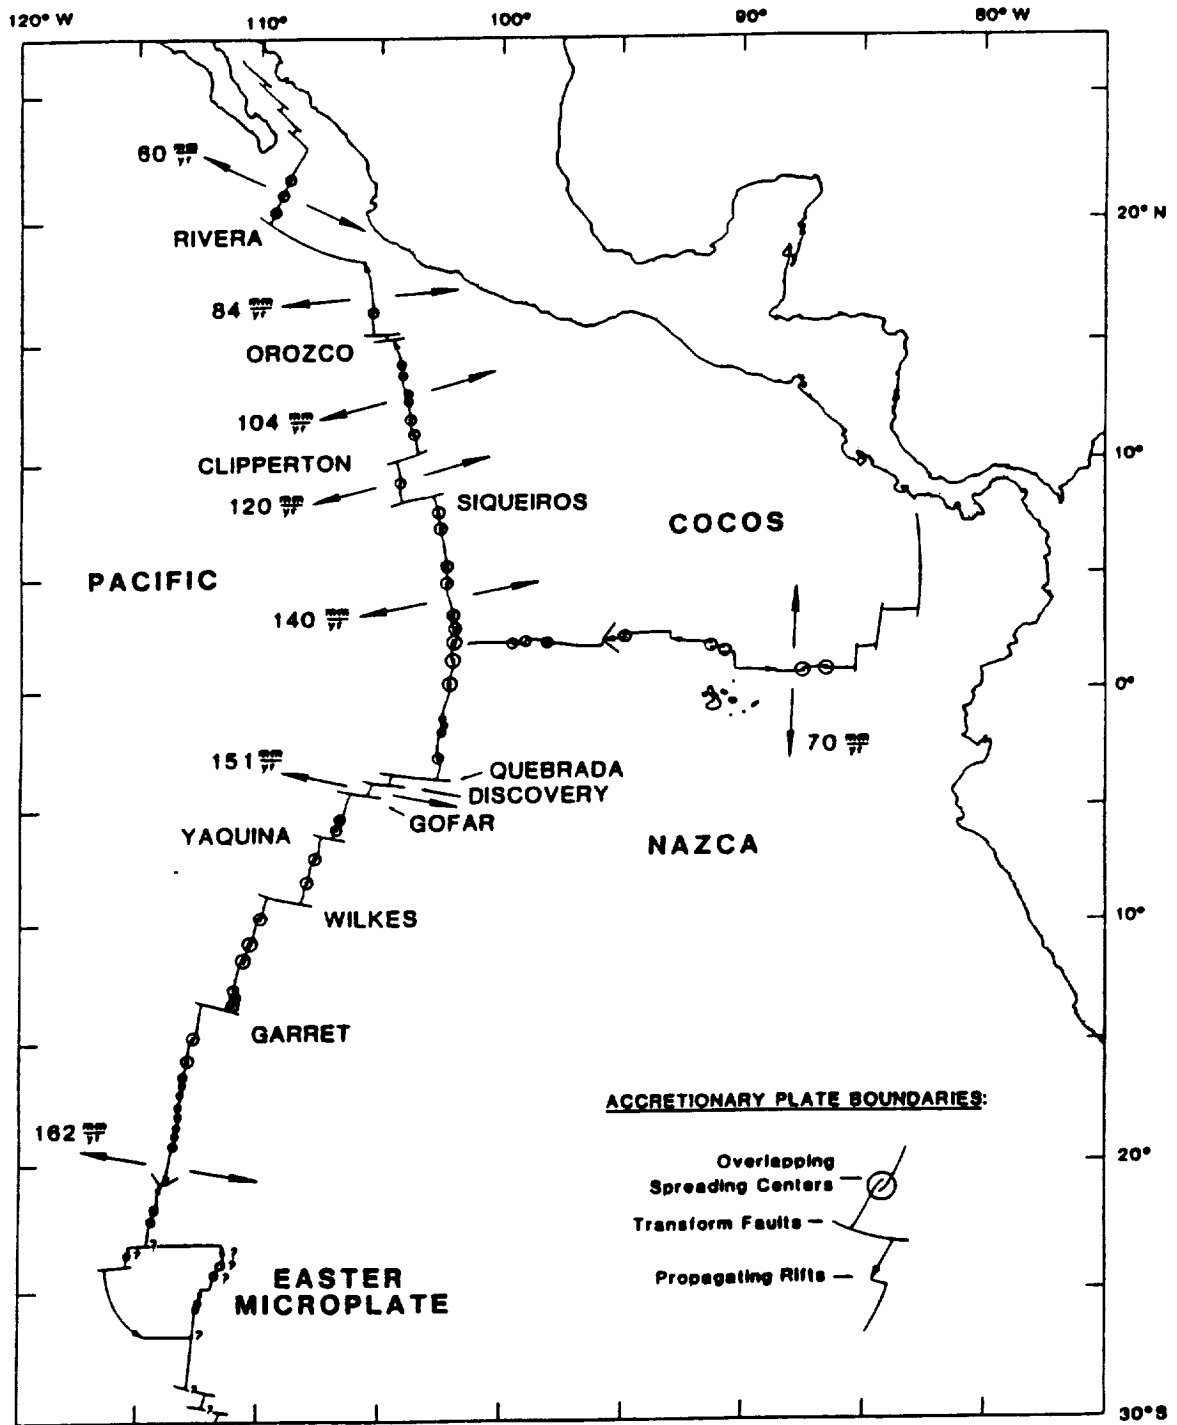 120° W
110°
100°
90°
80° W
60 mm/yr
20° N
RIVERA
84 mm/yr
OROZCO
104 mm/yr
10°
CLIPPERTON
120 mm/yr
SIQUEIROS
COCOS
PACIFIC
140 mm/yr
0°
70 mm/yr
151 mm/yr
QUEBRADA
DISCOVERY
GOFAR
YAQUINA
NAZCA
WILKES
10°
GARRET
ACCRETIONARY PLATE BOUNDARIES:
162 mm/yr
20°
Overlapping
Spreading Centers
Transform Faults
Propagating Rifts
?
?
?
?
?
EASTER
MICROPLATE
?
?
?
30° S